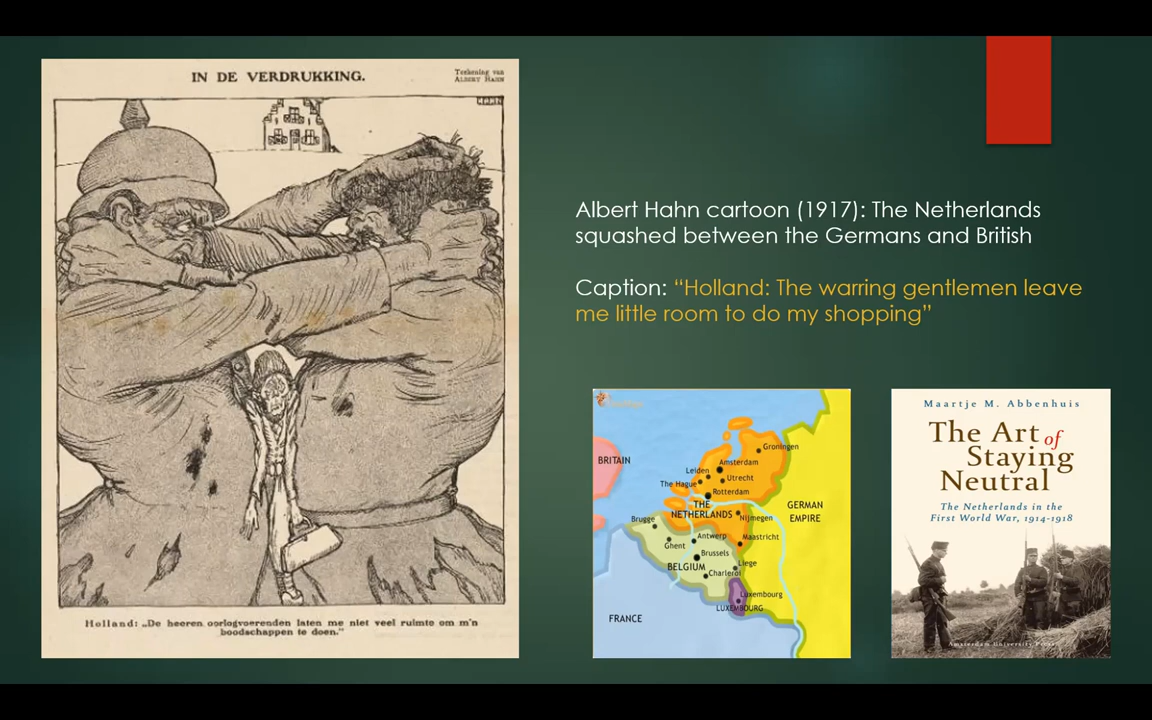 IN DE VERDRUKKING.
Teekening van
ALBERT HAHN
Holland: „De heeren oorlogvoerenden laten me niet veel ruimte om m'n
boodschappen te doen."
Albert Hahn cartoon (1917): The Netherlands
squashed between the Germans and British
Caption: “Holland: The warring gentlemen leave
me little room to do my shopping”
BRITAIN
Groningen
Amsterdam
Leiden
Utrecht
The Hague
Rotterdam
THE
NETHERLANDS
GERMAN
EMPIRE
Nijmegen
Brugge
Antwerp
Maastricht
Ghent
Brussels
Liege
BELGIUM
Charleroi
Luxembourg
LUXEMBOURG
FRANCE
Maartje M. Abbenhuis
The Art of
Staying
Neutral
The Netherlands in the
First World War, 1914-1918
Amsterdam University Press